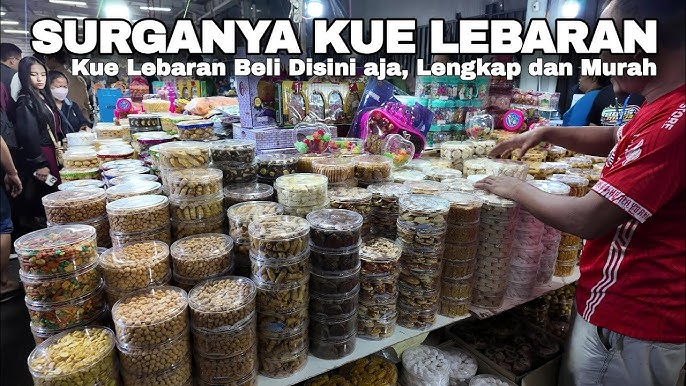 SURGANYA KUE LEBARAN
Kue Lebaran Beli Disini aja, Lengkap dan Murah